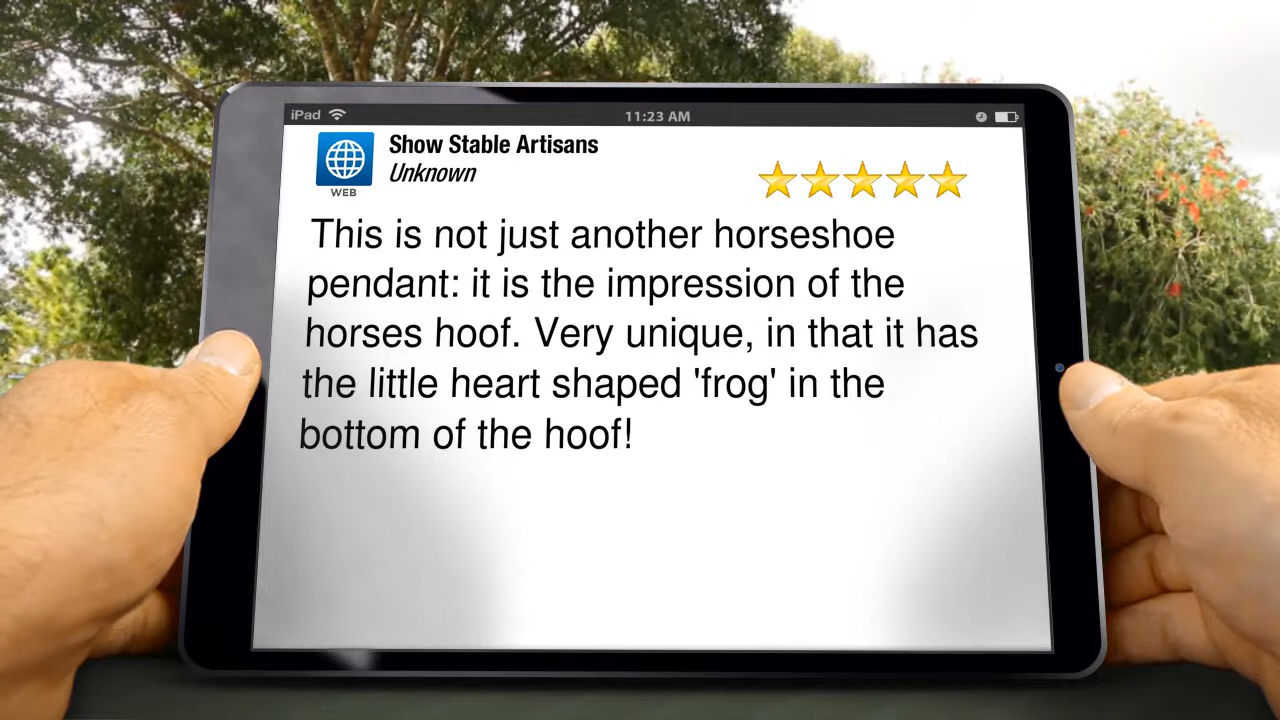 iPad 11:23 AM
Show Stable Artisans
Unknown
WEB
This is not just another horseshoe
pendant: it is the impression of the
horses hoof. Very unique, in that it has
the little heart shaped 'frog' in the
bottom of the hoof!